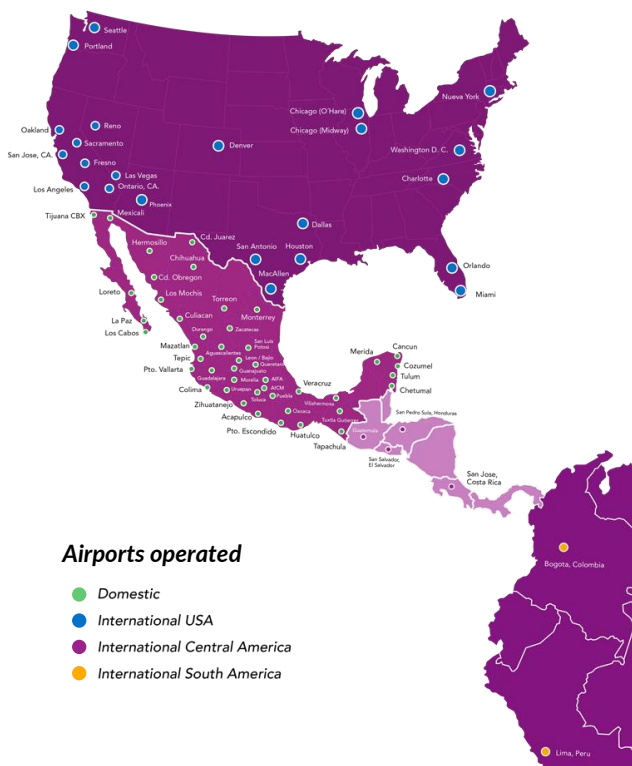 Seattle
Portland
Nueva York
Chicago (O'Hare)
Chicago (Midway)
Oakland
Reno
Sacramento
Denver
Washington D. C.
San Jose, CA.
Fresno
Las Vegas
Charlotte
Los Angeles
Ontario, CA.
Phoenix
Tijuana CBX
Mexicali
Dallas
Cd. Juarez
San Antonio
Houston
Hermosillo
Chihuahua
Orlando
MacAllen
Cd. Obregon
Miami
Loreto
Los Mochis
Torreon
Monterrey
La Paz
Culiacan
Los Cabos
Durango
Zacatecas
Mazatlan
Aguascalientes
San Luis
Potosi
Cancun
Merida
Tepic
Leon / Bajio
Queretaro
Cozumel
Pto. Vallarta
Guanajuato
Tulum
Guadalajara
Morelia
AIFA
Veracruz
Chetumal
Colima
Uruapan
AICM
Toluca
Puebla
Villahermosa
Zihuatanejo
Oaxaca
San Pedro Sula, Honduras
Acapulco
Tuxtla Gutierrez
Pto. Escondido
Huatulco
Guatemala
Tapachula
San Salvador,
El Salvador
San Jose,
Costa Rica
Airports operated
Domestic
International USA
International Central America
International South America
Bogota, Colombia
Lima, Peru